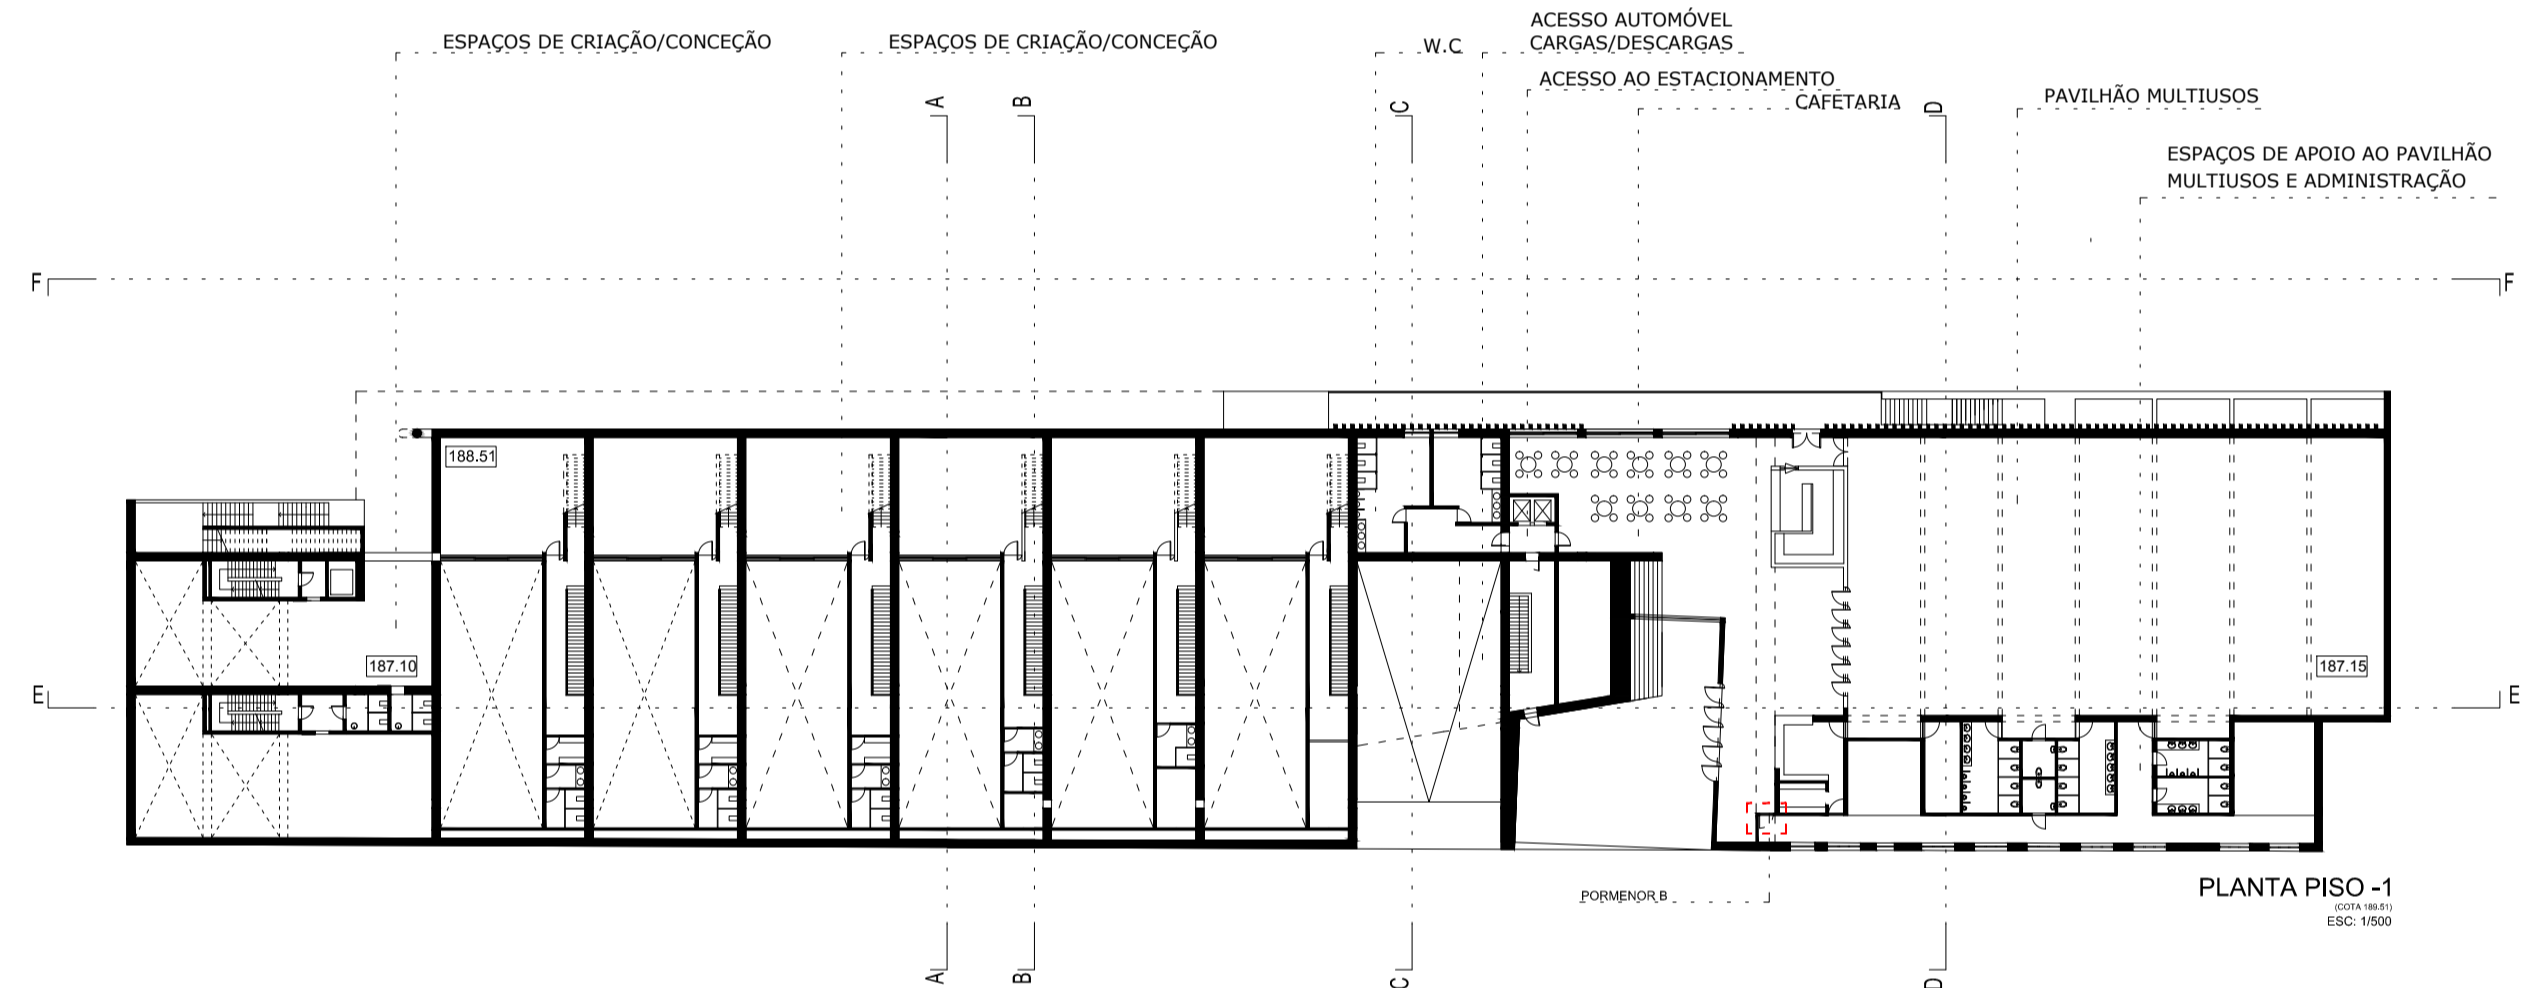 ACESSO AUTOMÓVEL
CARGAS/DESCARGAS
ESPAÇOS DE CRIAÇÃO/CONCEÇÃO
ESPAÇOS DE CRIAÇÃO/CONCEÇÃO
W.C
ACESSO AO ESTACIONAMENTO
CAFETARIA
PAVILHÃO MULTIUSOS
ESPAÇOS DE APOIO AO PAVILHÃO
MULTIUSOS E ADMINISTRAÇÃO
A
B
C
D
F
F
188.51
187.10
187.15
E
E
PORMENOR B
PLANTA PISO -1
(COTA 189.51)
ESC: 1/500
A
B
C
D